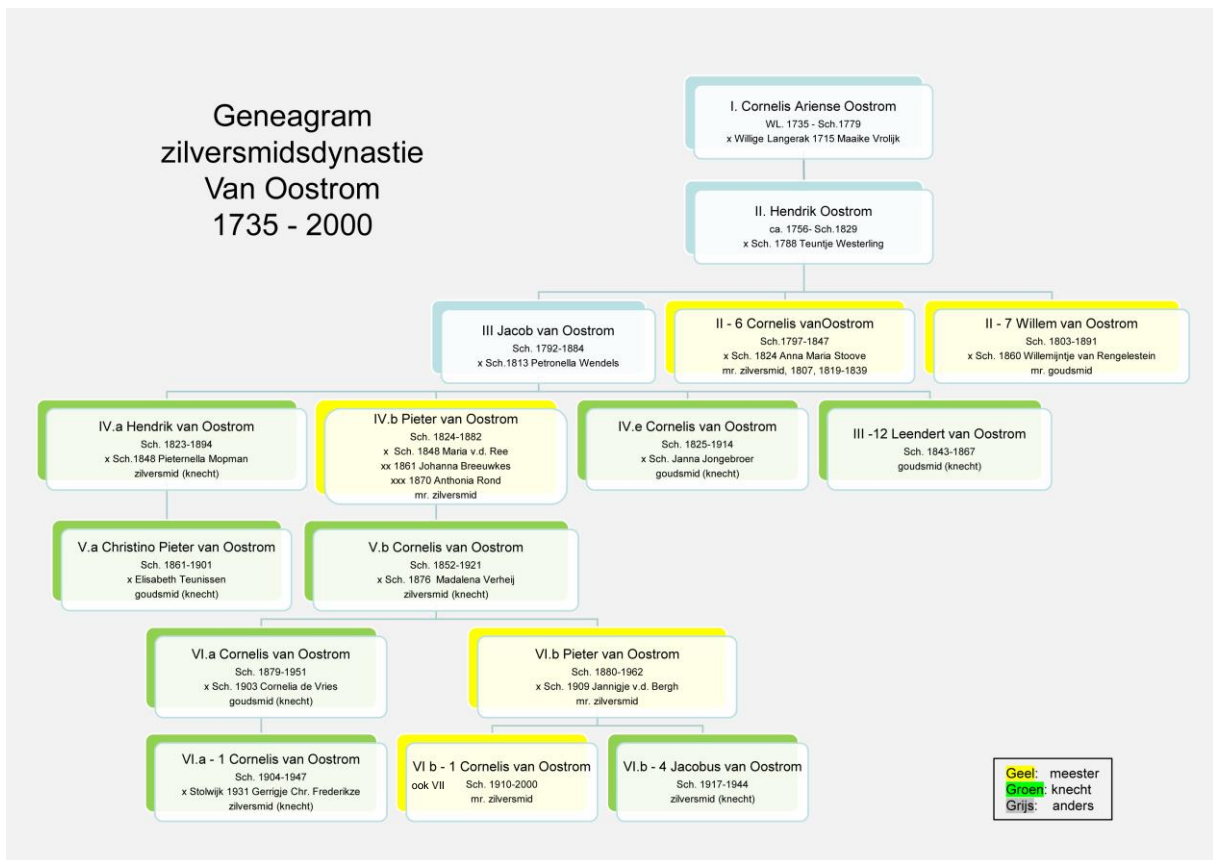 Geneagram
zilversmidsdynastie
Van Oostrom
1735 - 2000
I. Cornelis Ariense Oostrom
WL. 1735 - Sch.1779
x Willige Langerak 1715 Maaike Vrolijk
II. Hendrik Oostrom
ca. 1756- Sch.1829
x Sch. 1788 Teuntje Westerling
III Jacob van Oostrom
Sch. 1792-1884
x Sch.1813 Petronella Wendels
II - 6 Cornelis vanOostrom
Sch.1797-1847
x Sch. 1824 Anna Maria Stoove
mr. zilversmid, 1807, 1819-1839
II - 7 Willem van Oostrom
Sch. 1803-1891
x Sch. 1860 Willemijntje van Rengelestein
mr. goudsmid
IV.a Hendrik van Oostrom
Sch. 1823-1894
x Sch.1848 Pieternella Mopman
zilversmid (knecht)
IV.b Pieter van Oostrom
Sch. 1824-1882
x Sch. 1848 Maria v.d. Ree
xx 1861 Johanna Breeuwkes
xxx 1870 Anthonia Rond
mr. zilversmid
IV.e Cornelis van Oostrom
Sch. 1825-1914
x Sch. Janna Jongebroer
goudsmid (knecht)
III -12 Leendert van Oostrom
Sch. 1843-1867
goudsmid (knecht)
V.a Christino Pieter van Oostrom
Sch. 1861-1901
x Elisabeth Teunissen
goudsmid (knecht)
V.b Cornelis van Oostrom
Sch. 1852-1921
x Sch. 1876 Madalena Verheij
zilversmid (knecht)
VI.a Cornelis van Oostrom
Sch. 1879-1951
x Sch. 1903 Cornelia de Vries
goudsmid (knecht)
VI.b Pieter van Oostrom
Sch. 1880-1962
x Sch. 1909 Jannigje v.d. Bergh
mr. zilversmid
VI.a - 1 Cornelis van Oostrom
Sch. 1904-1947
x Stolwijk 1931 Gerrigje Chr. Frederikze
zilversmid (knecht)
VI b - 1 Cornelis van Oostrom
ook VII Sch. 1910-2000
mr. zilversmid
VI.b - 4 Jacobus van Oostrom
Sch. 1917-1944
zilversmid (knecht)
Geel: meester
Groen: knecht
Grijs: anders